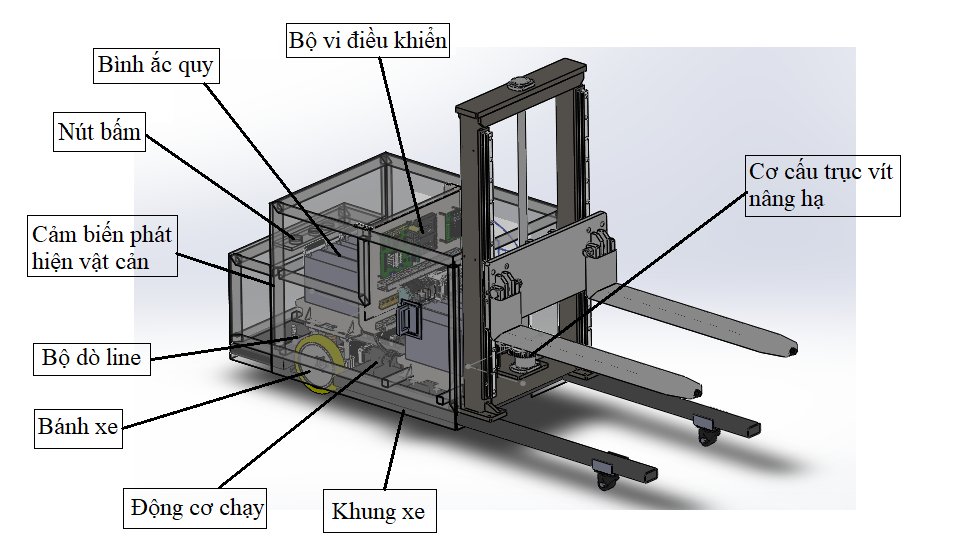 Bộ vi điều khiển
Bình ắc quy
Nút bấm
Cơ cấu trục vít
nâng hạ
Cảm biến phát
hiện vật cản
Bộ dò line
Bánh xe
Động cơ chạy
Khung xe